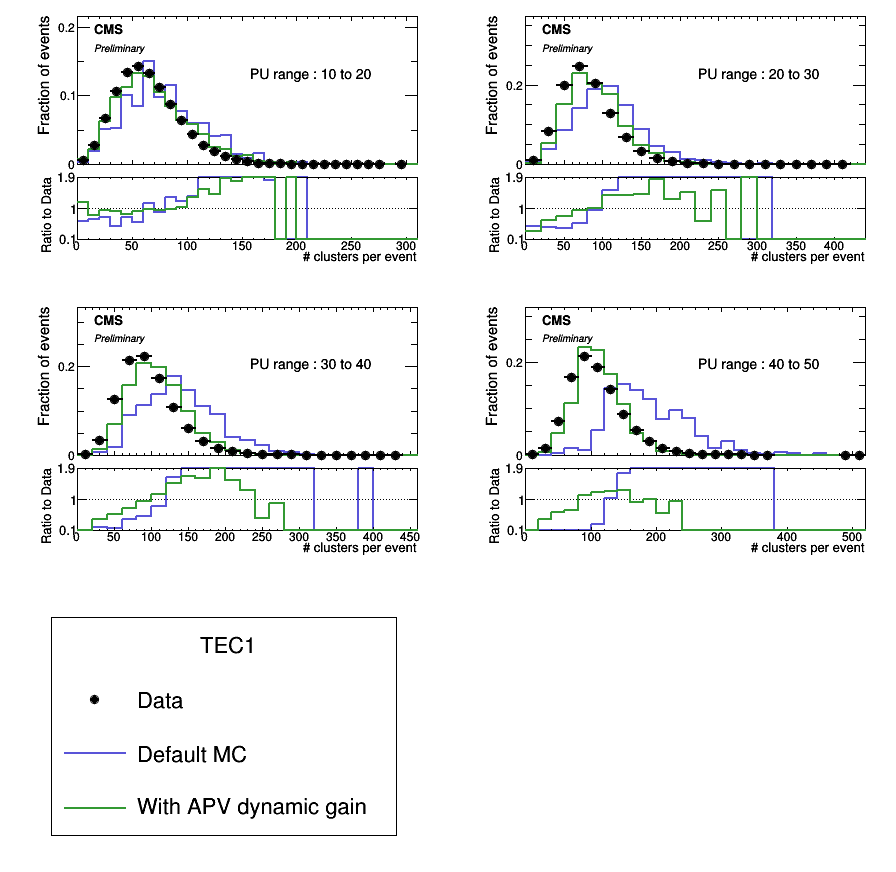 CMS
Preliminary
PU range : 10 to 20
Fraction of events
0.2
0.1
0
Ratio to Data
1.9
1
0.1
0 50 100 150 200 250 300
# clusters per event
CMS
Preliminary
PU range : 20 to 30
Fraction of events
0.2
0
Ratio to Data
1.9
1
0.1
0 50 100 150 200 250 300 350 400
# clusters per event
CMS
Preliminary
PU range : 30 to 40
Fraction of events
0.2
0
Ratio to Data
1.9
1
0.1
0 50 100 150 200 250 300 350 400 450
# clusters per event
CMS
Preliminary
PU range : 40 to 50
Fraction of events
0.2
0
Ratio to Data
1.9
1
0.1
0 100 200 300 400 500
# clusters per event
TEC1
Data
Default MC
With APV dynamic gain